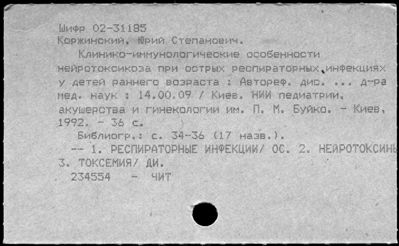 Шифр 02-31185
Коржинский, Юрий Степанович.
Клинико-иммунологические особенности
нейротоксикоза при острых респираторных инфекциях
у детей раннего возраста : Автореф. дис. ... д-ра
мед. наук : 14.00.09 / Киев. НИИ педиатрии,
акушерства и гинекологии им. П. М. Буйко. - Киев,
1992. - 36 с.
Библиогр.: с. 34-36 (17 назв.).
-- 1. РЕСПИРАТОРНЫЕ ИНФЕКЦИИ/ ОС. 2. НЕЙРОТОКСИНЫ
3. ТОКСЕМИЯ/ ДИ.
234554 - ЧИТ